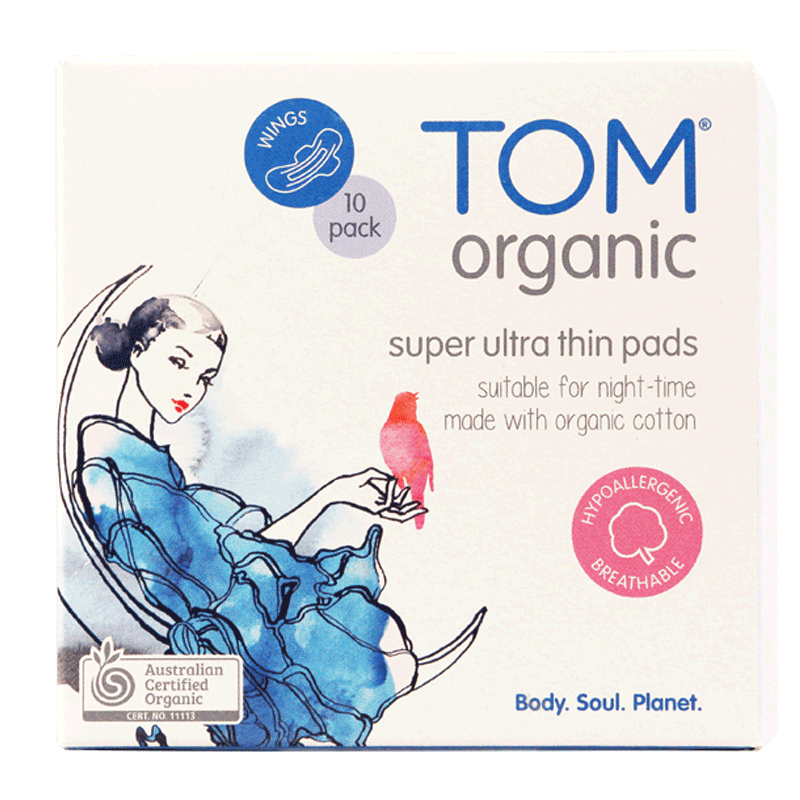 WINGS
10
pack
TOM®
organic
super ultra thin pads
suitable for night-time
made with organic cotton
HYPOALLERGENIC
BREATHABLE
Australian
Certified
Organic
CERT. NO. 11113
Body. Soul. Planet.